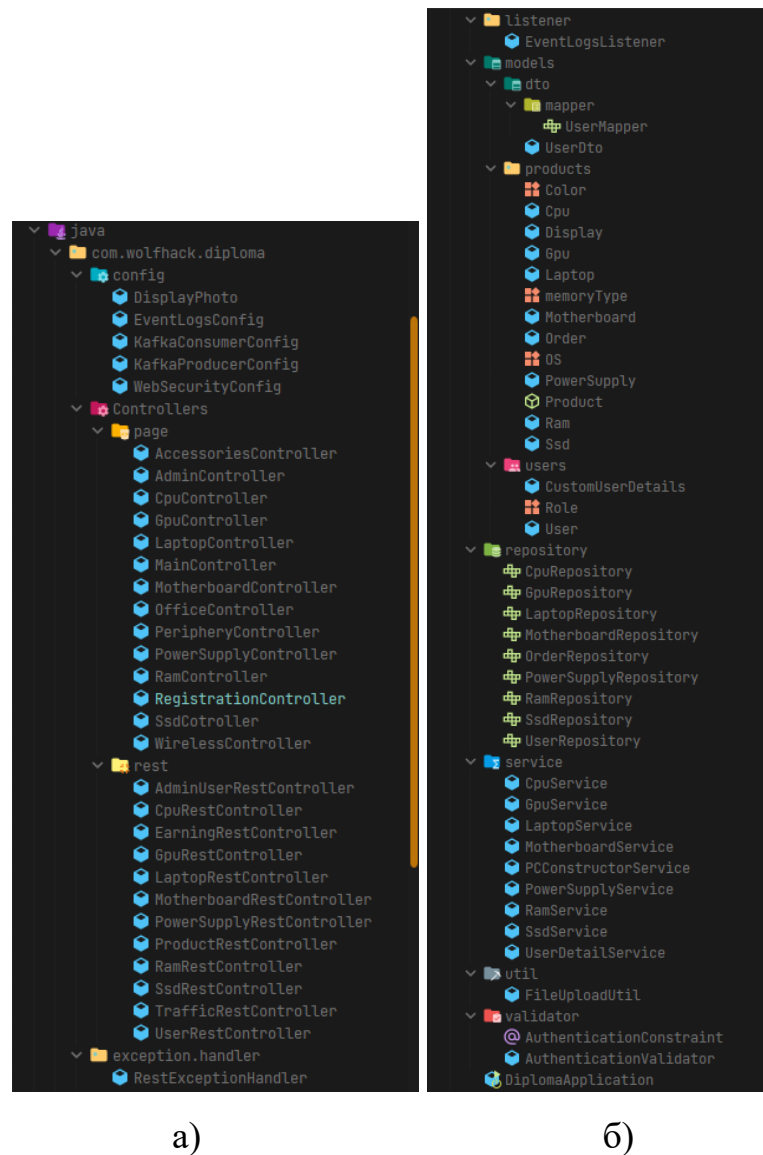 java
com.wolfhack.diploma
config
DisplayPhoto
EventLogsConfig
KafkaConsumerConfig
KafkaProducerConfig
WebSecurityConfig
Controllers
page
AccessoriesController
AdminController
CpuController
GpuController
LaptopController
MainController
MotherboardController
OfficeController
PeripheryController
PowerSupplyController
RamController
RegistrationController
SsdCotroller
WirelessController
rest
AdminUserRestController
CpuRestController
EarningRestController
GpuRestController
LaptopRestController
MotherboardRestController
PowerSupplyRestController
ProductRestController
RamRestController
SsdRestController
TrafficRestController
UserRestController
exception.handler
RestExceptionHandler
а)
listener
EventLogsListener
models
dto
mapper
UserMapper
UserDto
products
Color
Cpu
Display
Gpu
Laptop
memoryType
Motherboard
Order
OS
PowerSupply
Product
Ram
Ssd
users
CustomUserDetails
Role
User
repository
CpuRepository
GpuRepository
LaptopRepository
MotherboardRepository
OrderRepository
PowerSupplyRepository
RamRepository
SsdRepository
UserRepository
service
CpuService
GpuService
LaptopService
MotherboardService
PCConstructorService
PowerSupplyService
RamService
SsdService
UserDetailService
util
FileUploadUtil
validator
AuthenticationConstraint
AuthenticationValidator
DiplomaApplication
б)